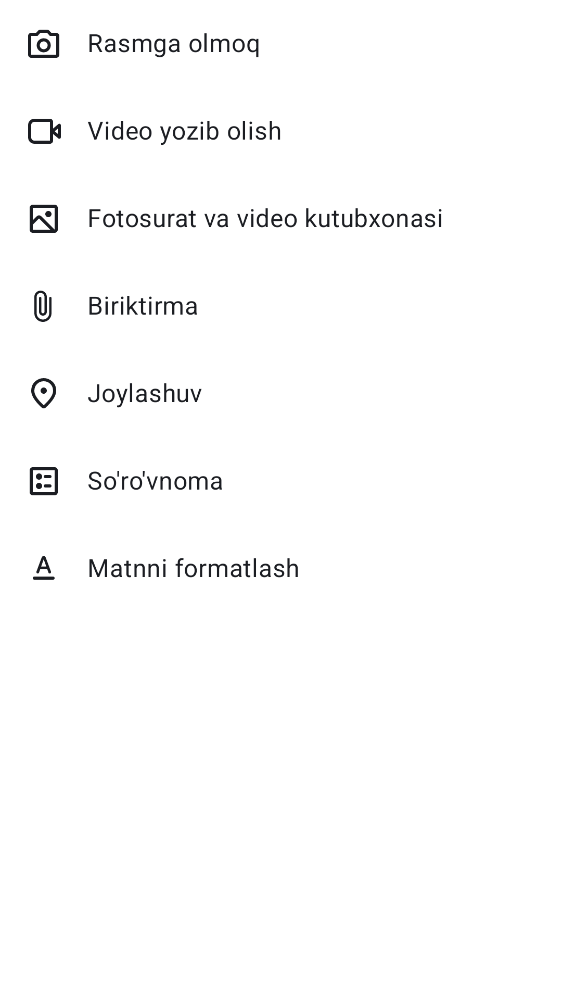 Rasmga olmoq
Video yozib olish
Fotosurat va video kutubxonasi
Biriktirma
Joylashuv
So'ro'vnoma
Matnni formatlash